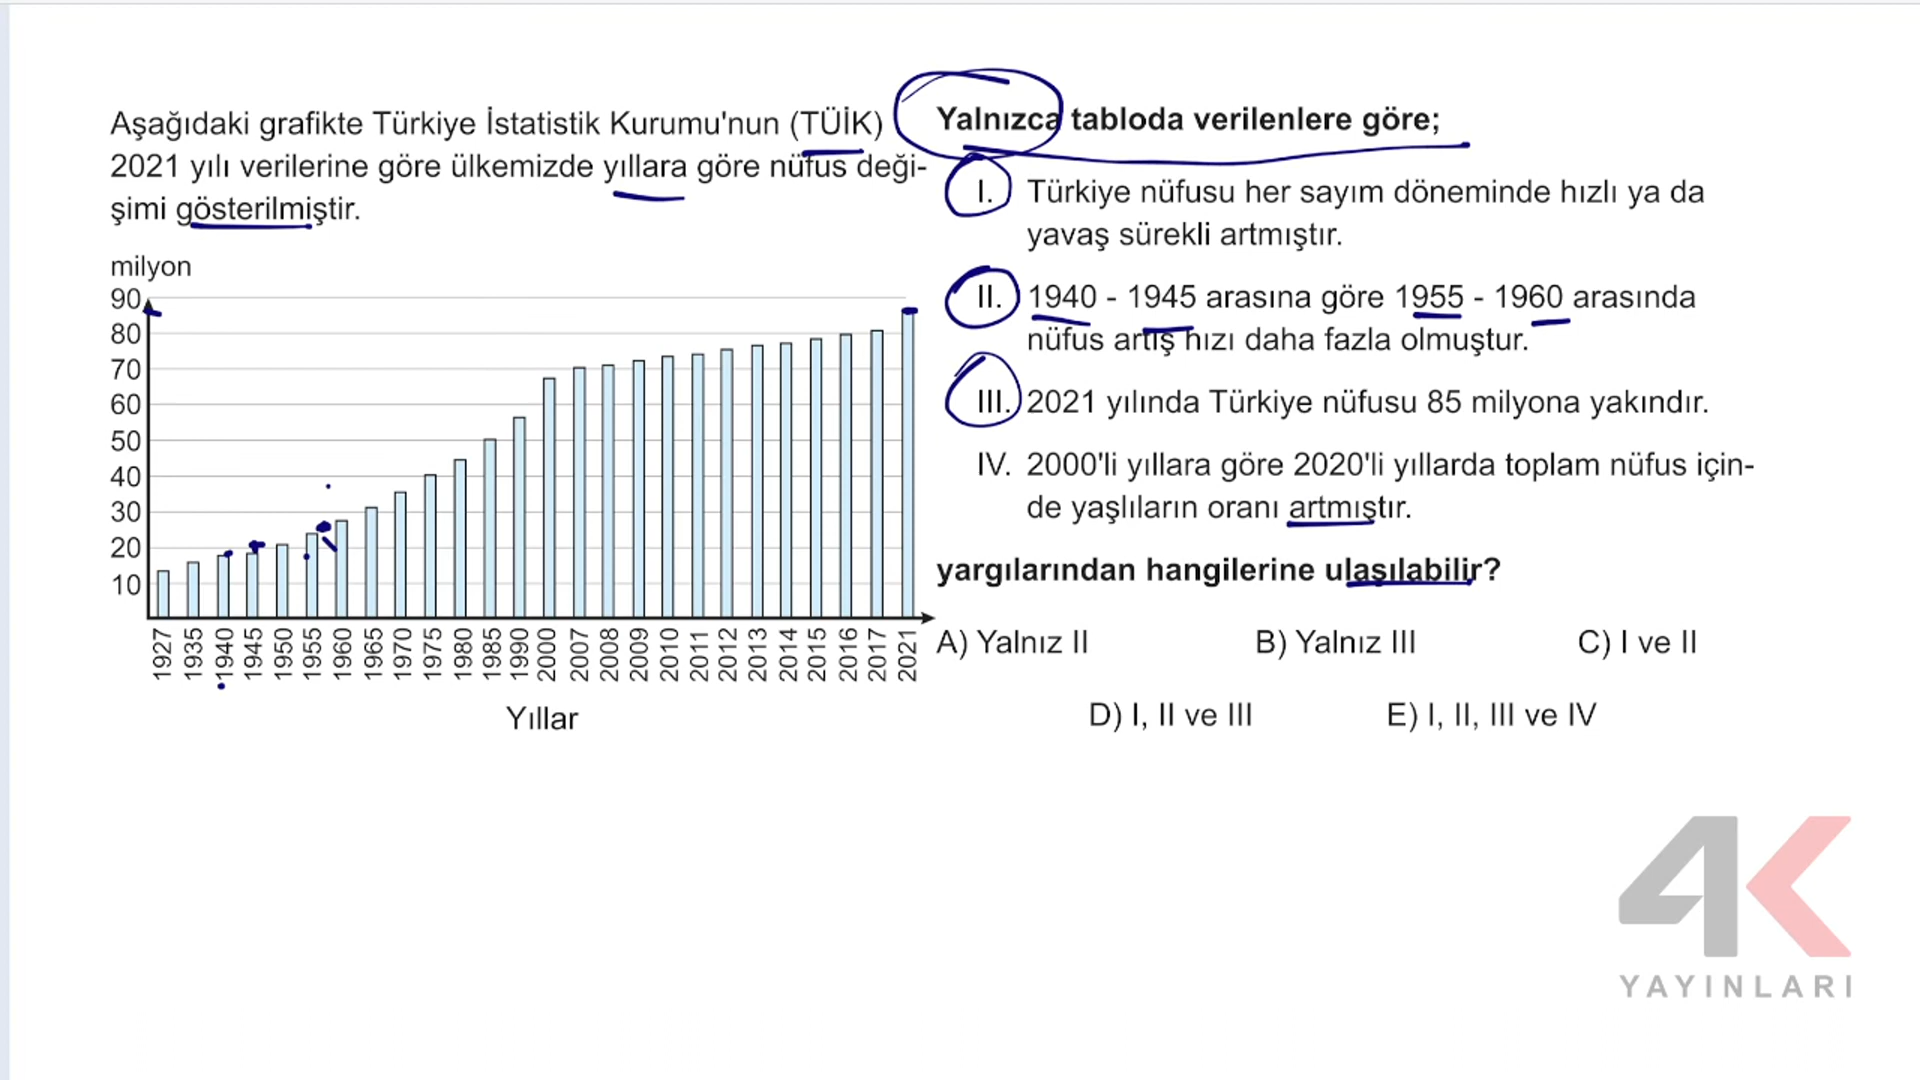 Aşağıdaki grafikte Türkiye İstatistik Kurumu'nun (TÜİK)
2021 yılı verilerine göre ülkemizde yıllara göre nüfus deği-
şimi gösterilmiştir.
milyon
90
80
70
60
50
40
30
20
10
1927
1935
1940
1945
1950
1955
1960
1965
1970
1975
1980
1985
1990
2000
2007
2008
2009
2010
2011
2012
2013
2014
2015
2016
2017
2021
Yıllar
Yalnızca tabloda verilenlere göre;
I. Türkiye nüfusu her sayım döneminde hızlı ya da
yavaş sürekli artmıştır.
II. 1940 - 1945 arasına göre 1955 - 1960 arasında
nüfus artış hızı daha fazla olmuştur.
III. 2021 yılında Türkiye nüfusu 85 milyona yakındır.
IV. 2000'li yıllara göre 2020'li yıllarda toplam nüfus için-
de yaşlıların oranı artmıştır.
yargılarından hangilerine ulaşılabilir?
A) Yalnız II B) Yalnız III C) I ve II
D) I, II ve III E) I, II, III ve IV
4K
YAYINLARI